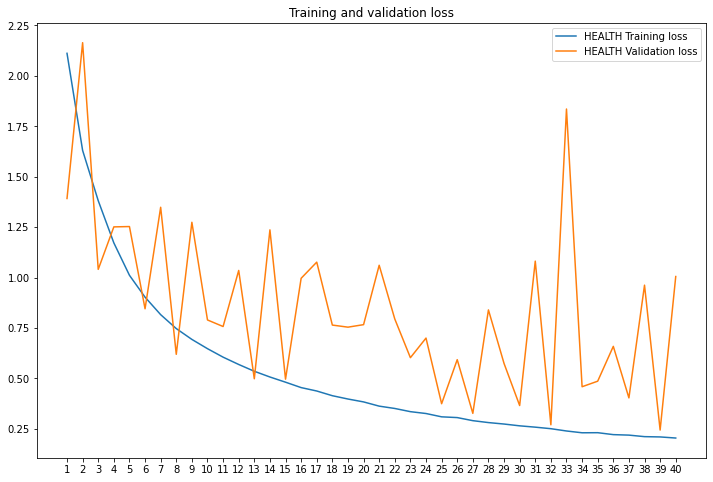 Training and validation loss
HEALTH Training loss
HEALTH Validation loss
2.25
2.00
1.75
1.50
1.25
1.00
0.75
0.50
0.25
1 2 3 4 5 6 7 8 9 10 11 12 13 14 15 16 17 18 19 20 21 22 23 24 25 26 27 28 29 30 31 32 33 34 35 36 37 38 39 40